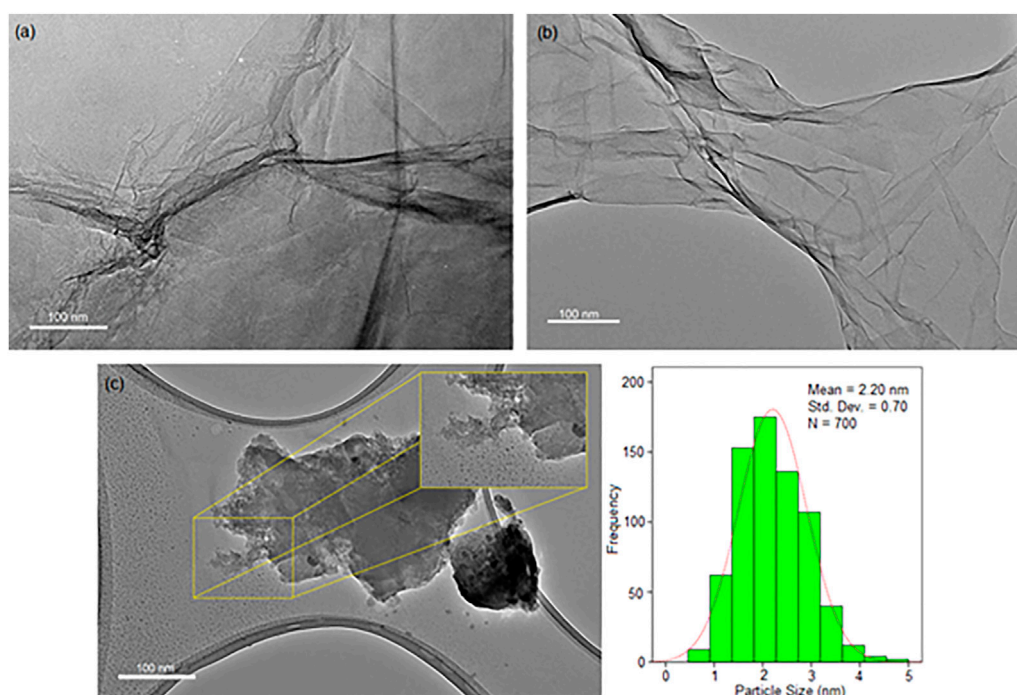 (a)
100 nm
(b)
100 nm
(c)
100 nm
Mean = 2.20 nm
Std. Dev. = 0.70
N = 700
Frequency
200
150
100
50
0
0 1 2 3 4 5
Particle Size (nm)